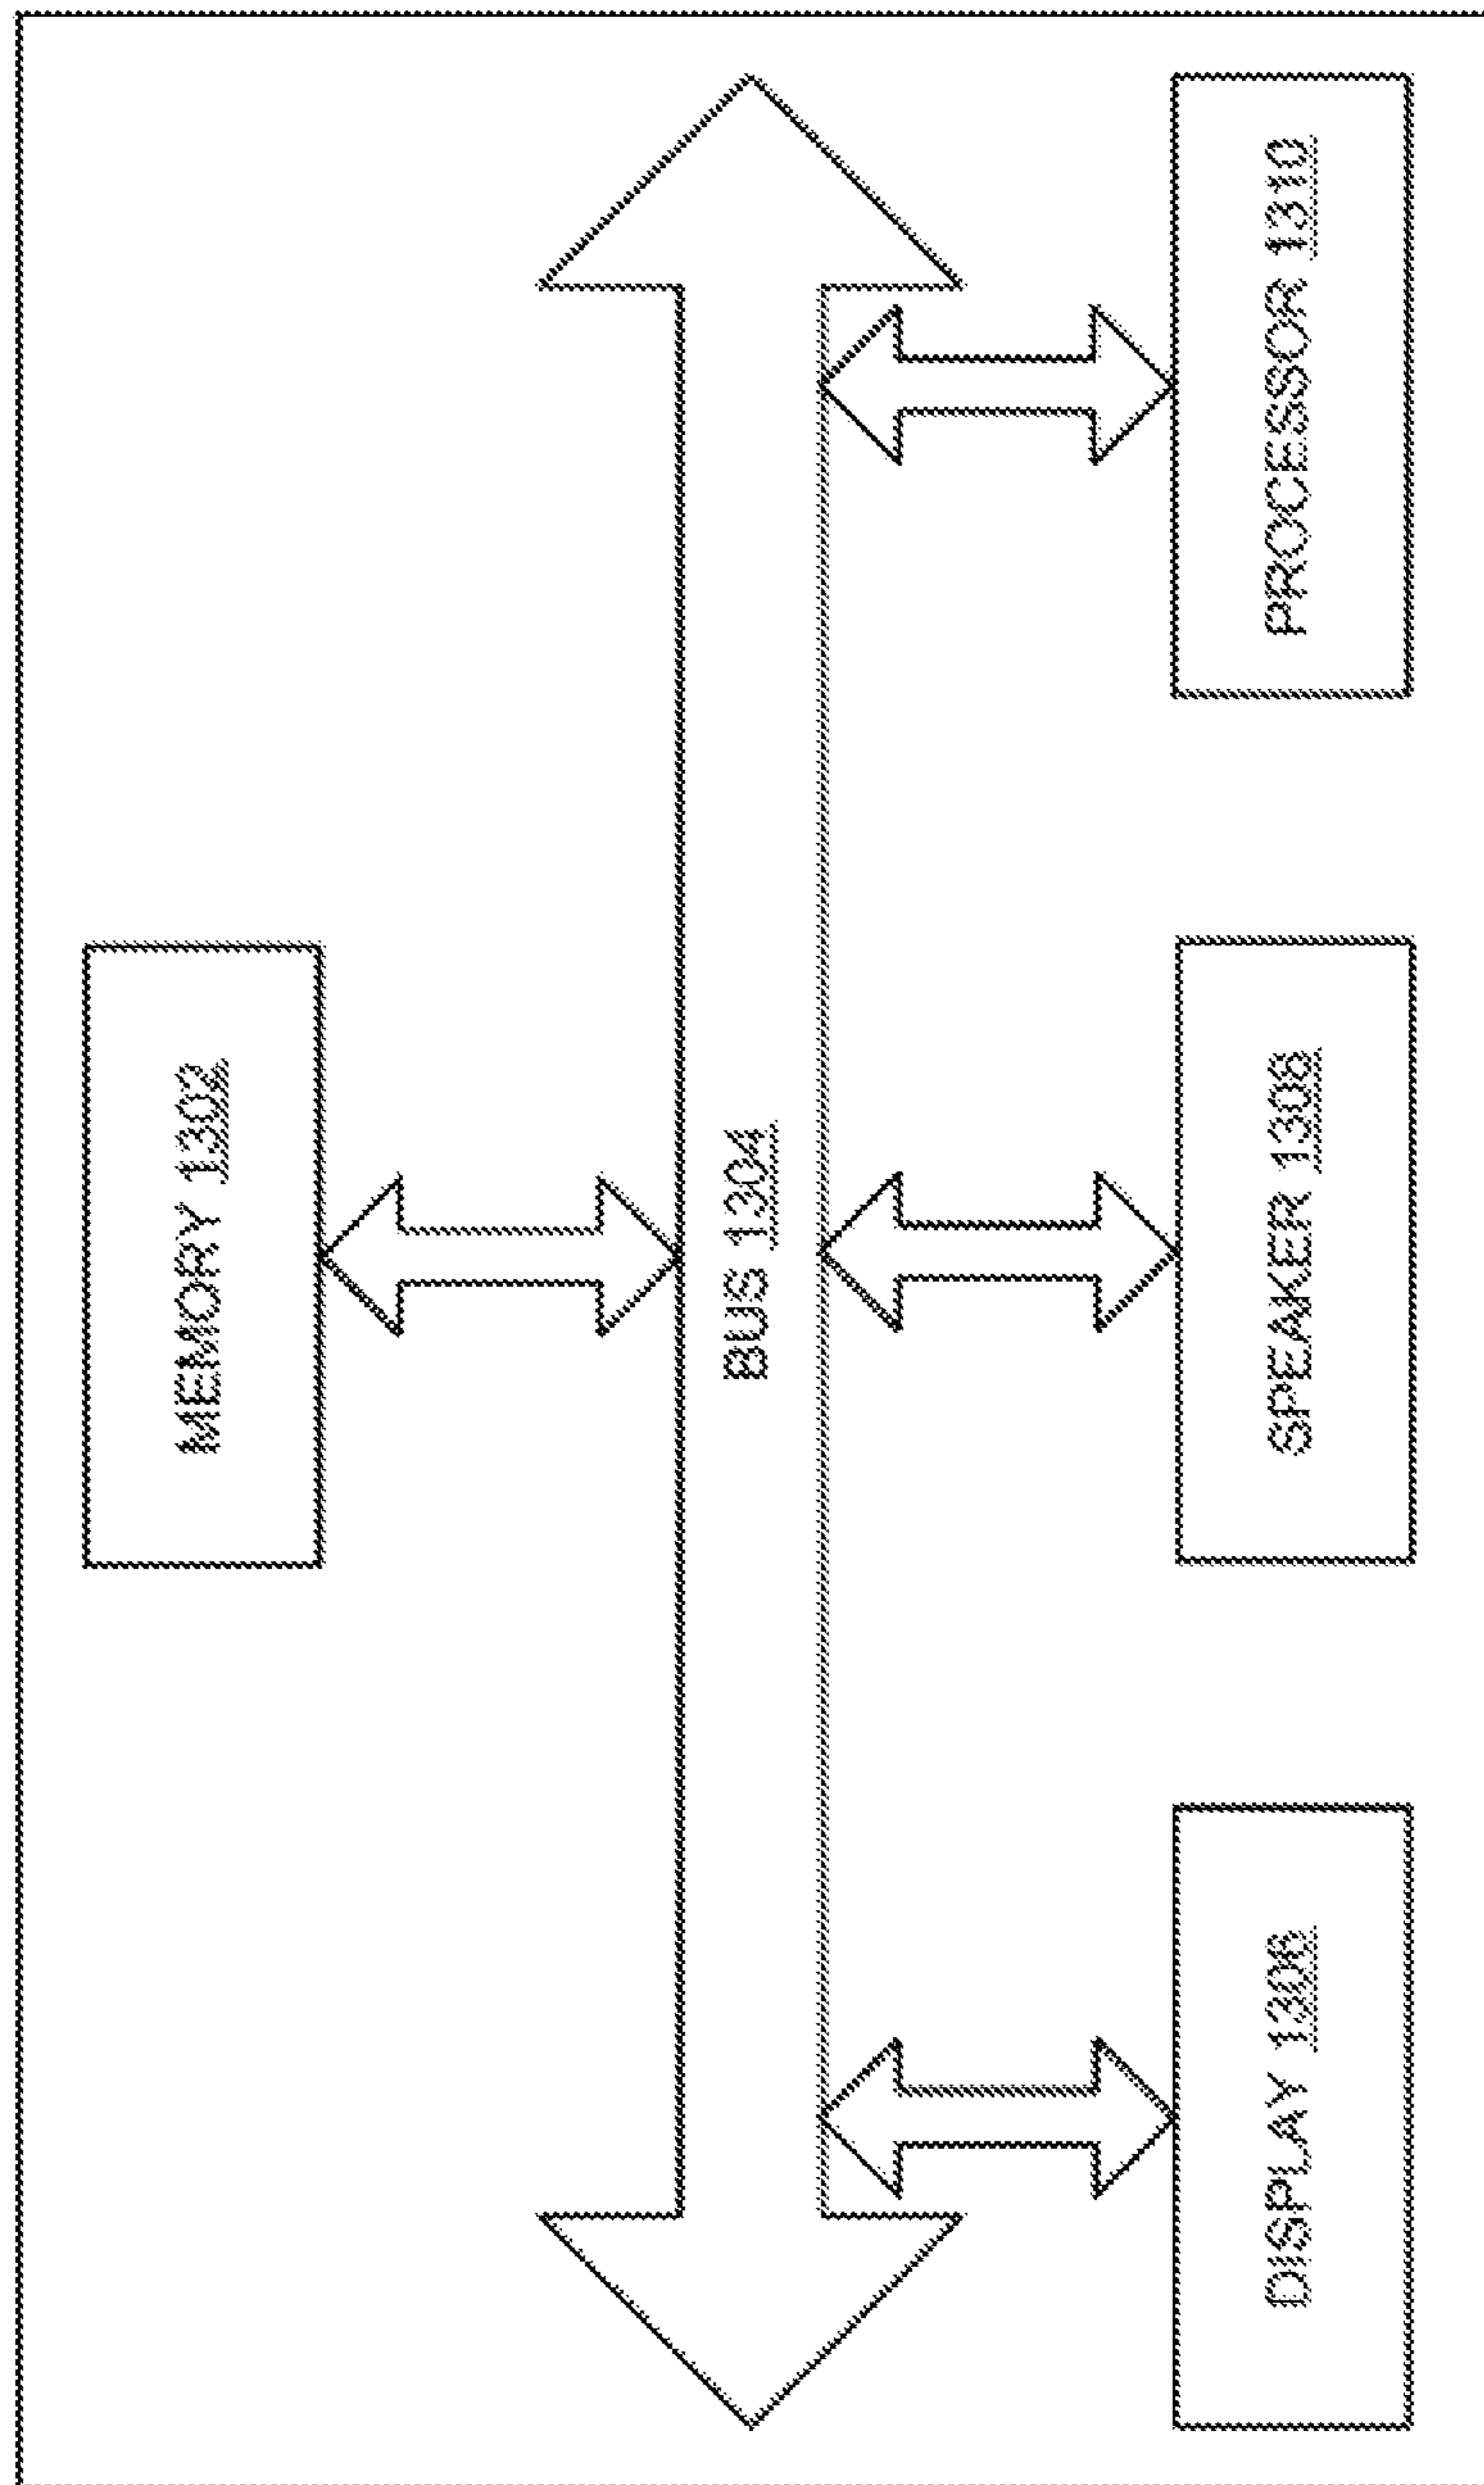 MEMORY 1302
BUS 1304
DISPLAY 1306
SPEAKER 1308
PROCESSOR 1310